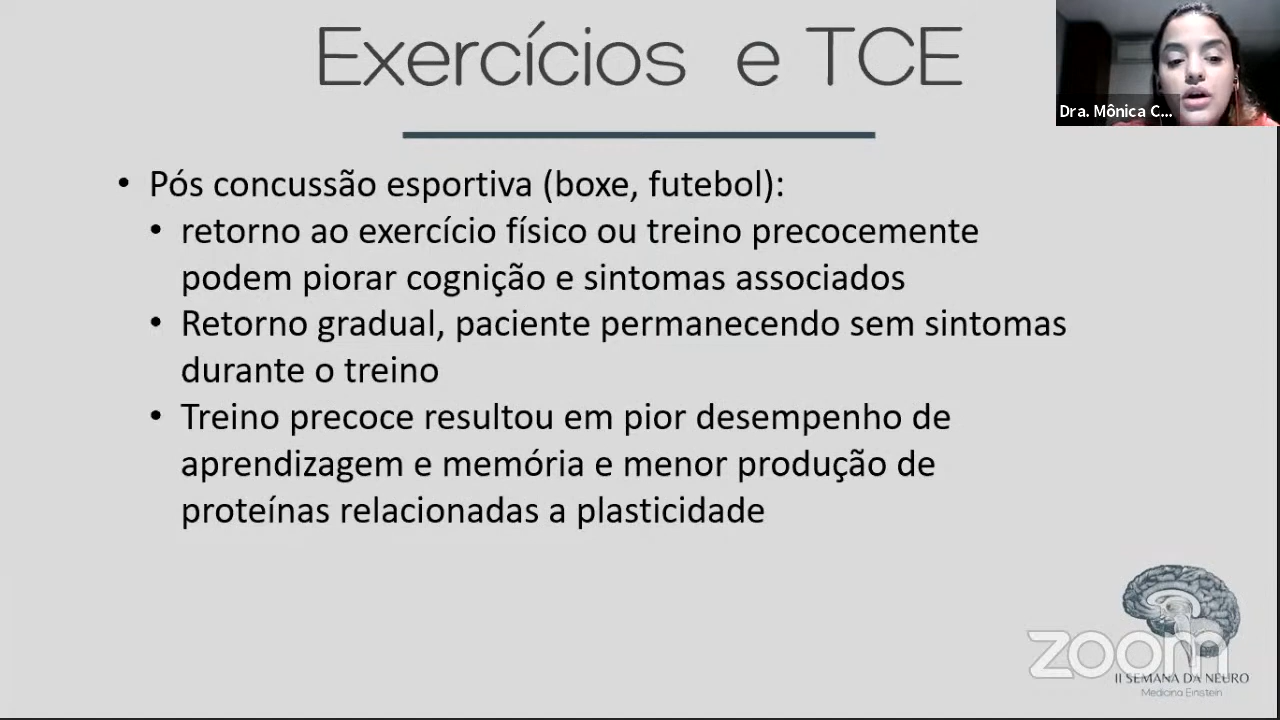 Exercícios e TCE
Dra. Mônica C...
• Pós concussão esportiva (boxe, futebol):
• retorno ao exercício físico ou treino precocemente
podem piorar cognição e sintomas associados
• Retorno gradual, paciente permanecendo sem sintomas
durante o treino
• Treino precoce resultou em pior desempenho de
aprendizagem e memória e menor produção de
proteínas relacionadas a plasticidade
zoom
II SEMANA DA NEURO
Medicina Einstein